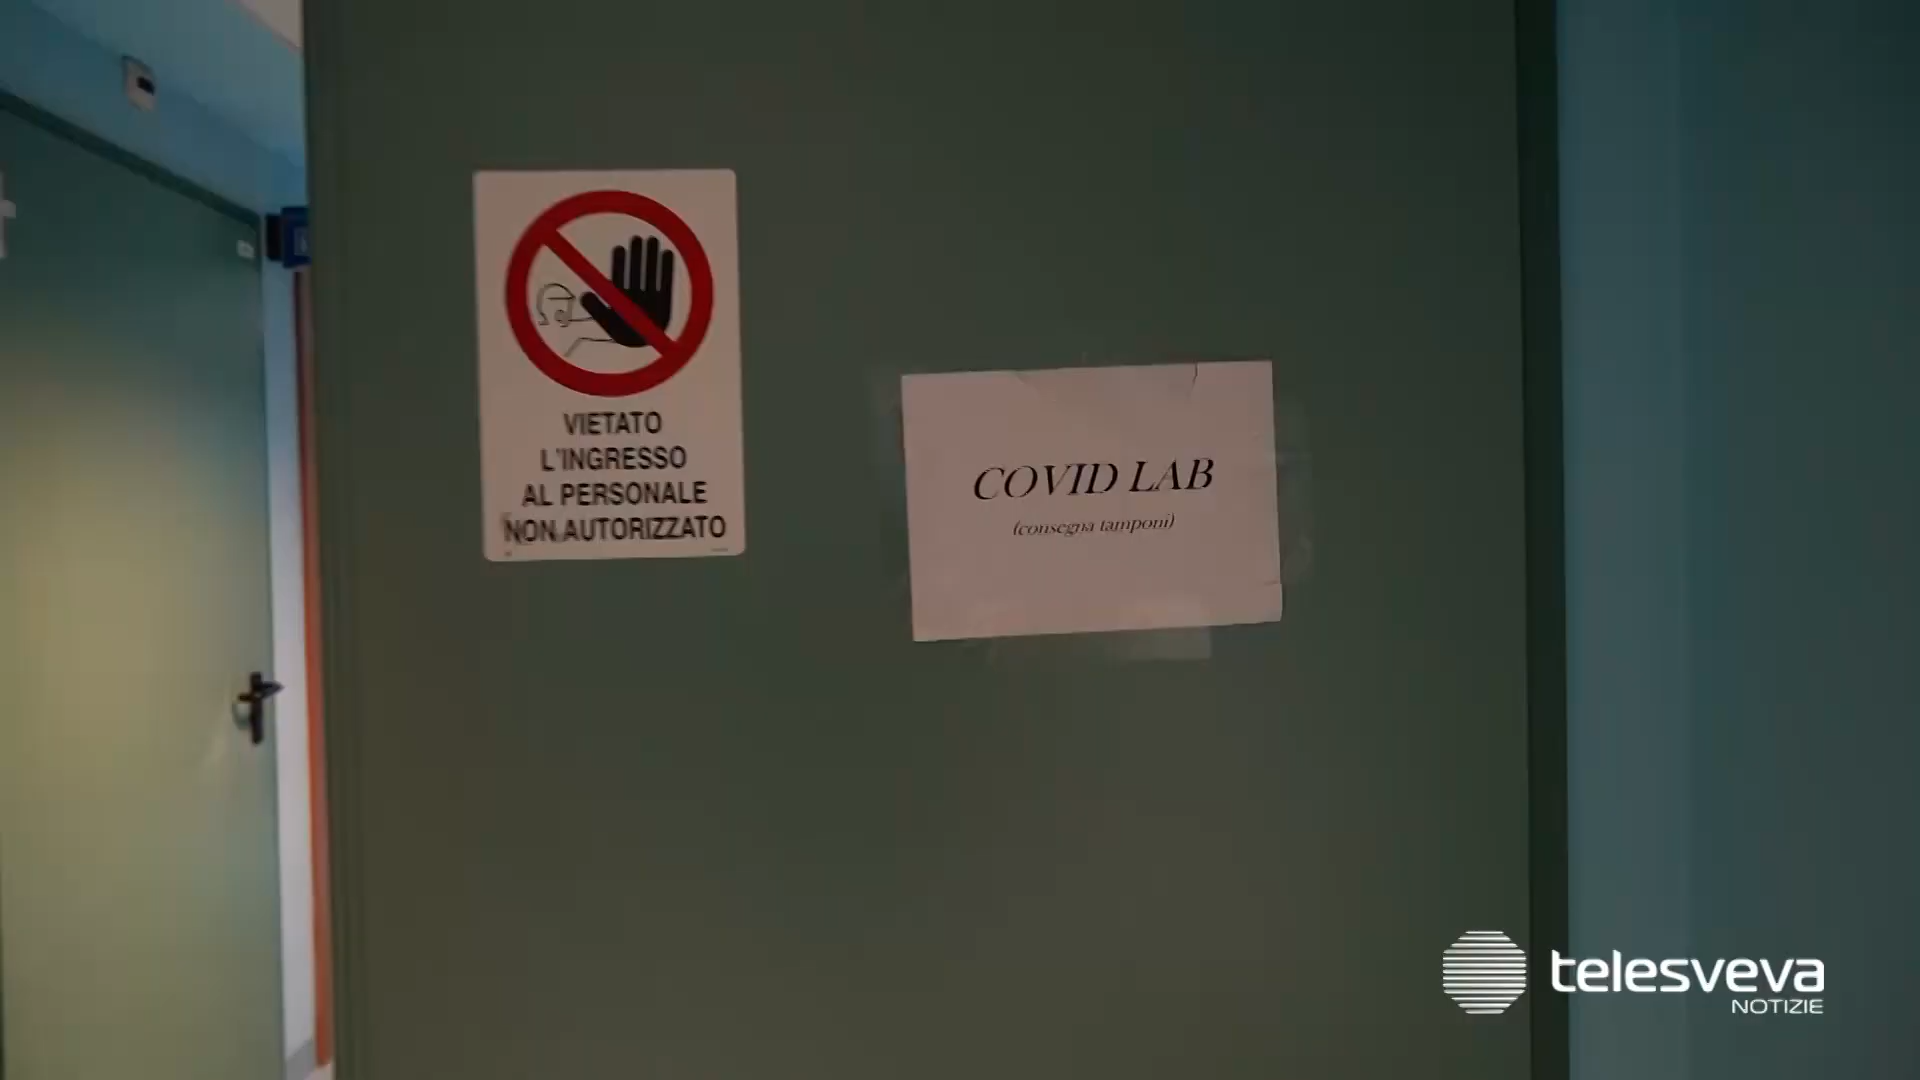 VIETATO
L'INGRESSO
AL PERSONALE
NON AUTORIZZATO
COVID LAB
(consegna tamponi)
telesveva
NOTIZIE